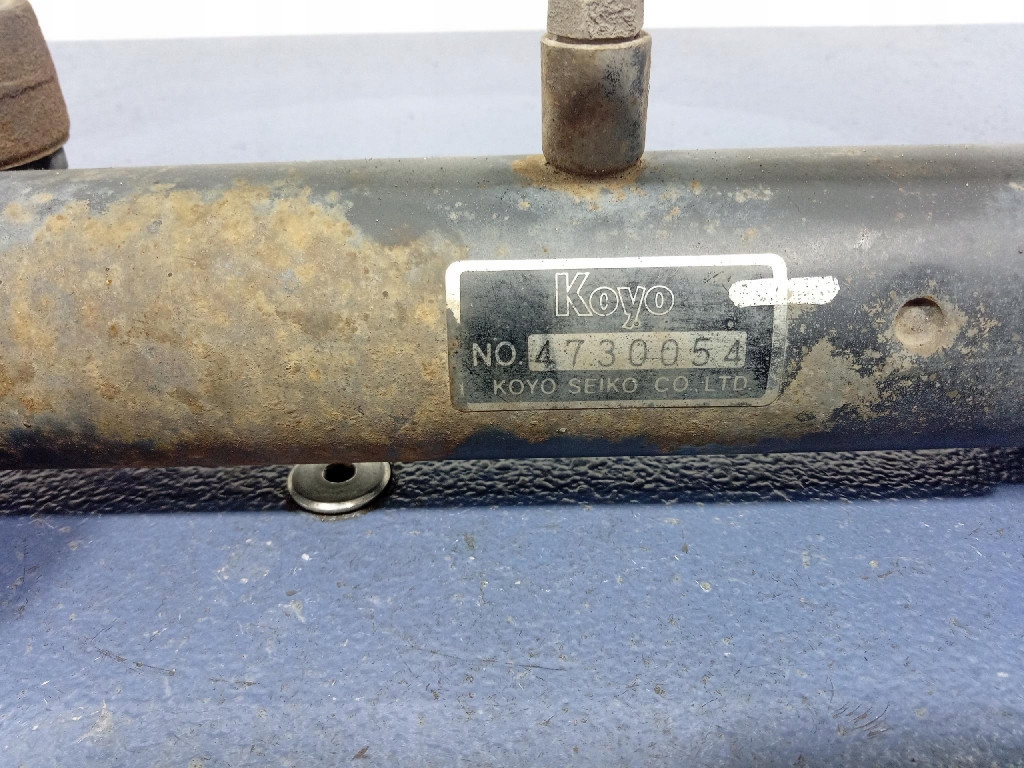 Koyo
NO. 4730054
KOYO SEIKO CO. LTD